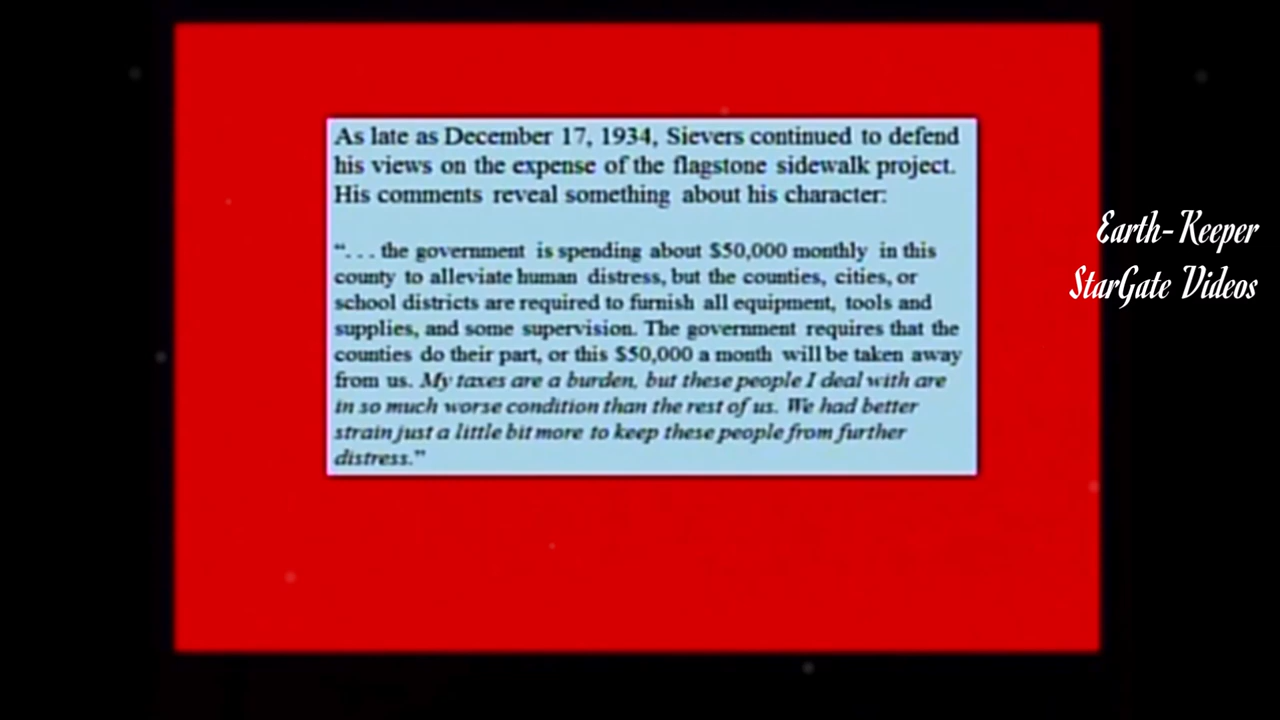 As late as December 17, 1934, Sievers continued to defend
his views on the expense of the flagstone sidewalk project.
His comments reveal something about his character:
“. . . the government is spending about $50,000 monthly in this
county to alleviate human distress, but the counties, cities, or
school districts are required to furnish all equipment, tools and
supplies, and some supervision. The government requires that the
counties do their part, or this $50,000 a month will be taken away
from us. My taxes are a burden, but these people I deal with are
in so much worse condition than the rest of us. We had better
strain just a little bit more to keep these people from further
distress.”
Earth-Keeper
StarGate Videos